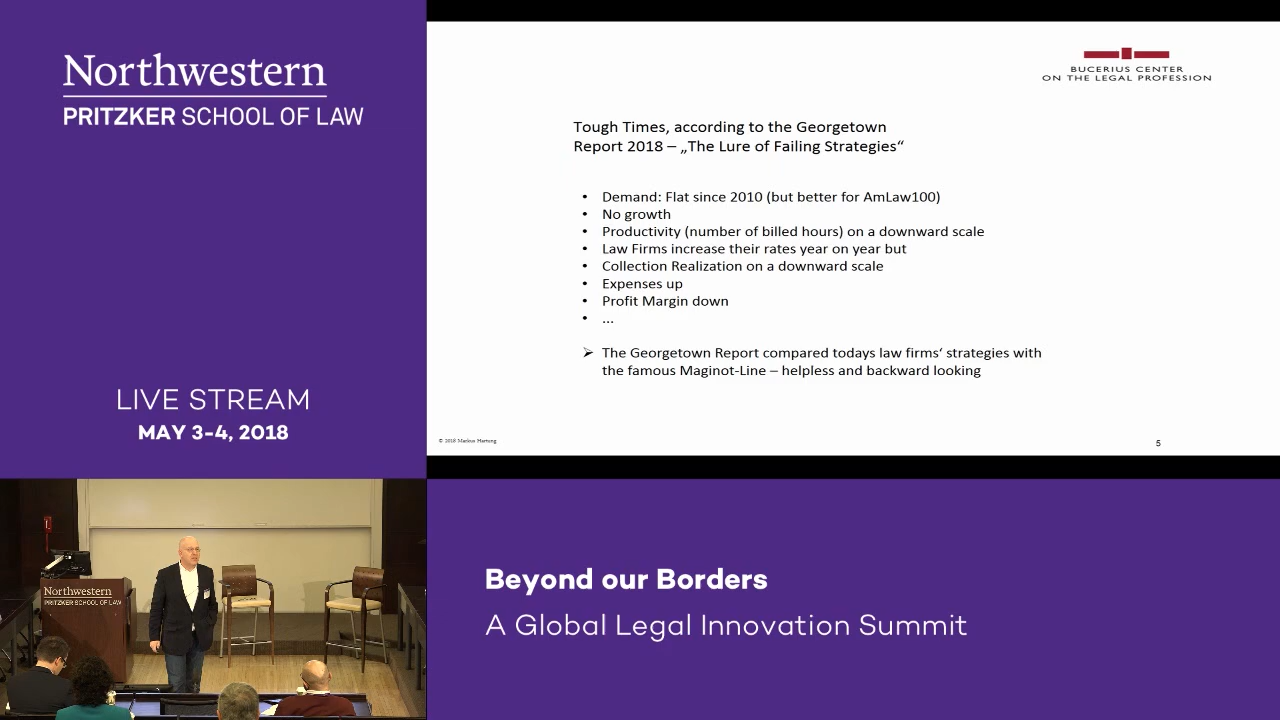 Northwestern
PRITZKER SCHOOL OF LAW
LIVE STREAM
MAY 3-4, 2018
BUCERIUS CENTER
ON THE LEGAL PROFESSION
Tough Times, according to the Georgetown
Report 2018 – „The Lure of Failing Strategies“
• Demand: Flat since 2010 (but better for AmLaw100)
• No growth
• Productivity (number of billed hours) on a downward scale
• Law Firms increase their rates year on year but
• Collection Realization on a downward scale
• Expenses up
• Profit Margin down
• ...
➢ The Georgetown Report compared todays law firms‘ strategies with
the famous Maginot-Line – helpless and backward looking
© 2018 Markus Hartung
5
Northwestern
PRITZKER SCHOOL OF LAW
Beyond our Borders
A Global Legal Innovation Summit